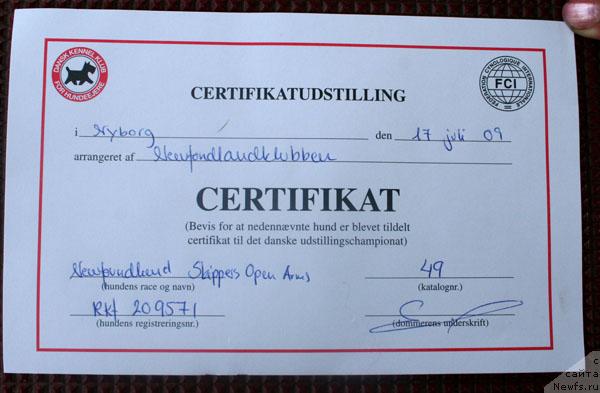 DANSK KENNEL KLUB
FOR HUNDEEJERE
FEDERATION CYNOLOGIQUE INTERNATIONALE
FCI
CERTIFIKATUDSTILLING
i Nyborg den 17 juli 09
arrangeret af Newfondlandklubben
CERTIFIKAT
(Bevis for at nedennævnte hund er blevet tildelt
certifikat til det danske udstillingschampionat)
Newfoundland Skippers Open Arms 49
(hundens race og navn) (katalognr.)
RKF 209571
(hundens registreringsnr.) (dommerens underskrift)
с
сайта
Newfs.ru